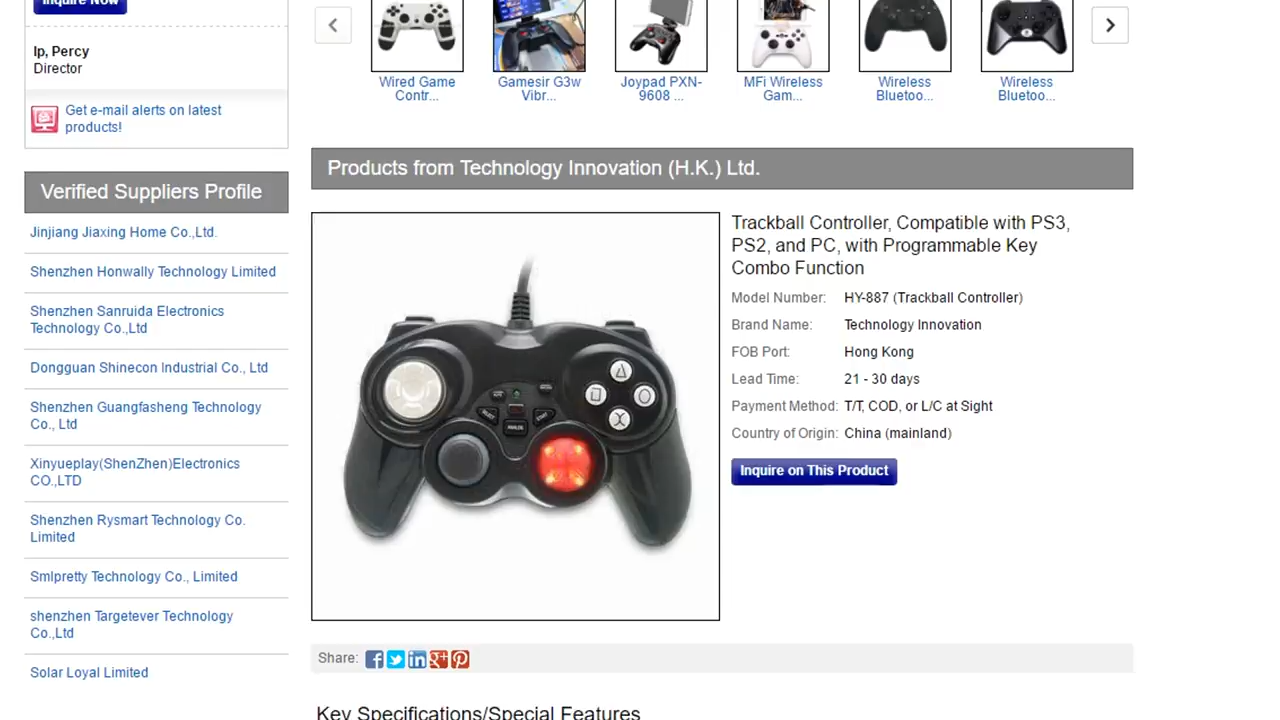 Inquire Now
Ip, Percy
Director
Get e-mail alerts on latest
products!
Verified Suppliers Profile
Jinjiang Jiaxing Home Co.,Ltd.
Shenzhen Honwally Technology Limited
Shenzhen Sanruida Electronics
Technology Co.,Ltd
Dongguan Shinecon Industrial Co., Ltd
Shenzhen Guangfasheng Technology
Co., Ltd
Xinyueplay(ShenZhen)Electronics
CO.,LTD
Shenzhen Rysmart Technology Co.
Limited
Smlpretty Technology Co., Limited
shenzhen Targetever Technology
Co.,Ltd
Solar Loyal Limited
Wired Game
Contr...
Gamesir G3w
Vibr...
Joypad PXN-
9608 ...
MFi Wireless
Gam...
Wireless
Bluetoo...
Wireless
Bluetoo...
Products from Technology Innovation (H.K.) Ltd.
SELECT
START
ANALOG
Trackball Controller, Compatible with PS3,
PS2, and PC, with Programmable Key
Combo Function
Model Number: HY-887 (Trackball Controller)
Brand Name: Technology Innovation
FOB Port: Hong Kong
Lead Time: 21 - 30 days
Payment Method: T/T, COD, or L/C at Sight
Country of Origin: China (mainland)
Inquire on This Product
Share:
Key Specifications/Special Features